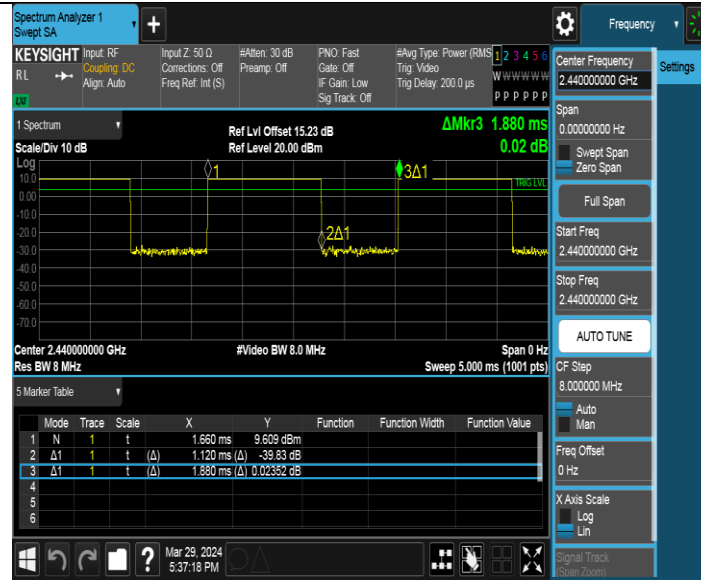 Spectrum Analyzer 1
Swept SA
Frequency
KEYSIGHT Input: RF Input Z: 50 Ω #Atten: 30 dB PNO: Fast #Avg Type: Power (RMS 1 2 3 4 5 6
RL Coupling: DC Corrections: Off Preamp: Off Gate: Off Trig: Video W W W W W W
Align: Auto Freq Ref: Int (S) IF Gain: Low Trig Delay: 200.0 µs
LXI Sig Track: Off P P P P P P
1 Spectrum
Ref Lvl Offset 15.23 dB ΔMkr3 1.880 ms
Scale/Div 10 dB Ref Level 20.00 dBm 0.02 dB
Log
10.0
0.00
-10.0
-20.0
-30.0
-40.0
-50.0
-60.0
-70.0
1
3Δ1
TRIG LVL
2Δ1
Center 2.440000000 GHz #Video BW 8.0 MHz Span 0 Hz
Res BW 8 MHz Sweep 5.000 ms (1001 pts)
5 Marker Table
Mode Trace Scale X Y Function Function Width Function Value
1 N 1 t 1.660 ms 9.609 dBm
2 Δ1 1 t (Δ) 1.120 ms (Δ) -39.83 dB
3 Δ1 1 t (Δ) 1.880 ms (Δ) 0.02352 dB
4
5
6
? Mar 29, 2024
5:37:18 PM
Settings
Center Frequency
2.440000000 GHz
Span
0.00000000 Hz
Swept Span
Zero Span
Full Span
Start Freq
2.440000000 GHz
Stop Freq
2.440000000 GHz
AUTO TUNE
CF Step
8.000000 MHz
Auto
Man
Freq Offset
0 Hz
X Axis Scale
Log
Lin
Signal Track
(Span Zoom)